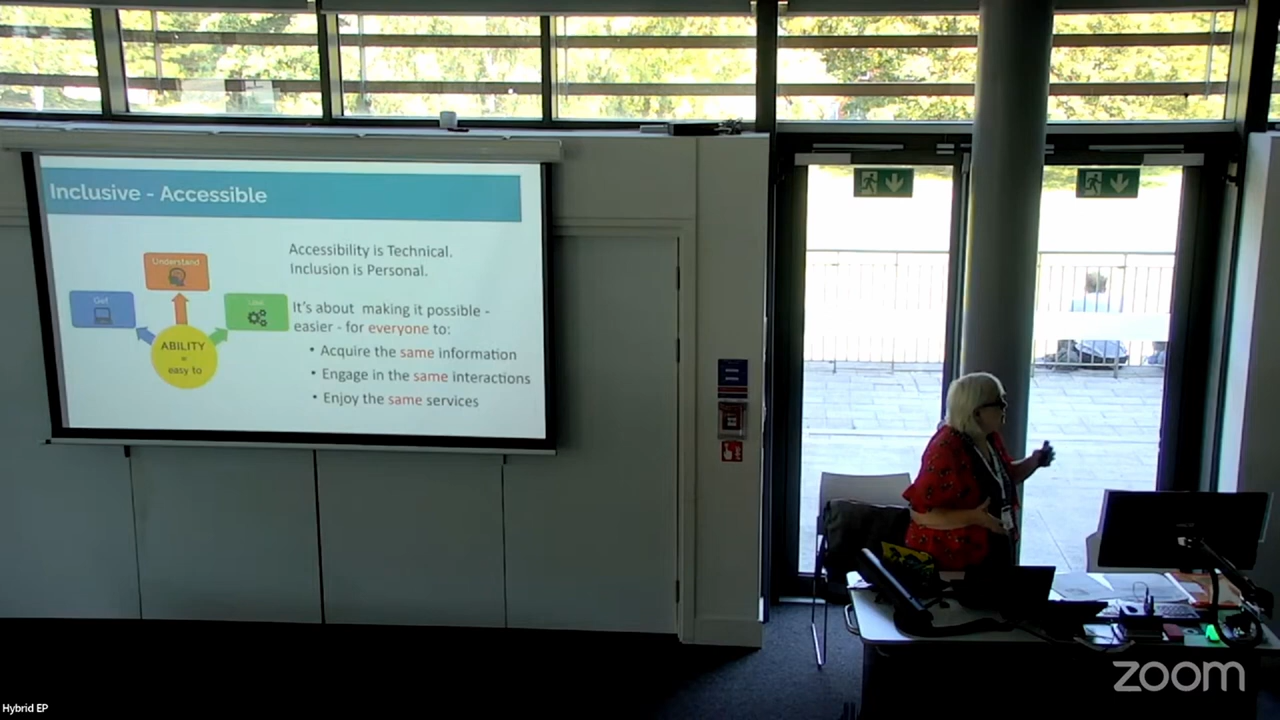 Inclusive - Accessible
Accessibility is Technical.
Inclusion is Personal.
Understand
Get
ABILITY
=
easy to
It's about making it possible -
easier - for everyone to:
• Acquire the same information
• Engage in the same interactions
• Enjoy the same services
zoom
Hybrid EP